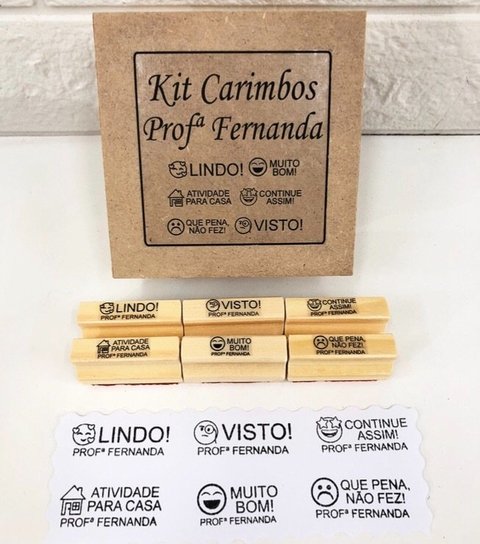 Kit Carimbos
Profª Fernanda
LINDO! MUITO BOM!
ATIVIDADE PARA CASA CONTINUE ASSIM!
QUE PENA, NÃO FEZ! VISTO!
LINDO!
PROFª FERNANDA
VISTO!
PROFª FERNANDA
CONTINUE
ASSIM!
PROFª FERNANDA
ATIVIDADE
PARA CASA
PROFª FERNANDA
MUITO
BOM!
PROFª FERNANDA
QUE PENA,
NÃO FEZ!
PROFª FERNANDA
LINDO!
PROFª FERNANDA
VISTO!
PROFª FERNANDA
CONTINUE
ASSIM!
PROFª FERNANDA
ATIVIDADE
PARA CASA
PROFª FERNANDA
MUITO
BOM!
PROFª FERNANDA
QUE PENA,
NÃO FEZ!
PROFª FERNANDA